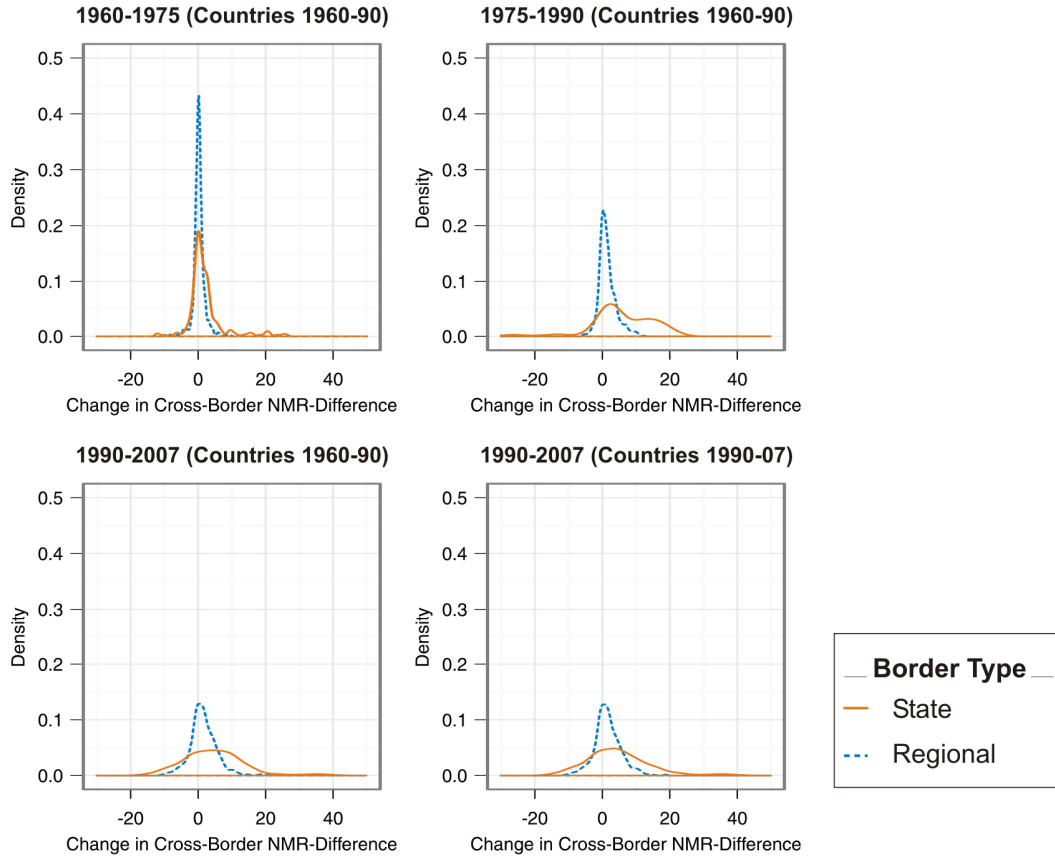 1960-1975 (Countries 1960-90)
0.5
0.4
0.3
0.2
0.1
0.0
Density
-20 0 20 40
Change in Cross-Border NMR-Difference
1975-1990 (Countries 1960-90)
0.5
0.4
0.3
0.2
0.1
0.0
Density
-20 0 20 40
Change in Cross-Border NMR-Difference
1990-2007 (Countries 1960-90)
0.5
0.4
0.3
0.2
0.1
0.0
Density
-20 0 20 40
Change in Cross-Border NMR-Difference
1990-2007 (Countries 1990-07)
0.5
0.4
0.3
0.2
0.1
0.0
Density
-20 0 20 40
Change in Cross-Border NMR-Difference
Border Type
State
Regional